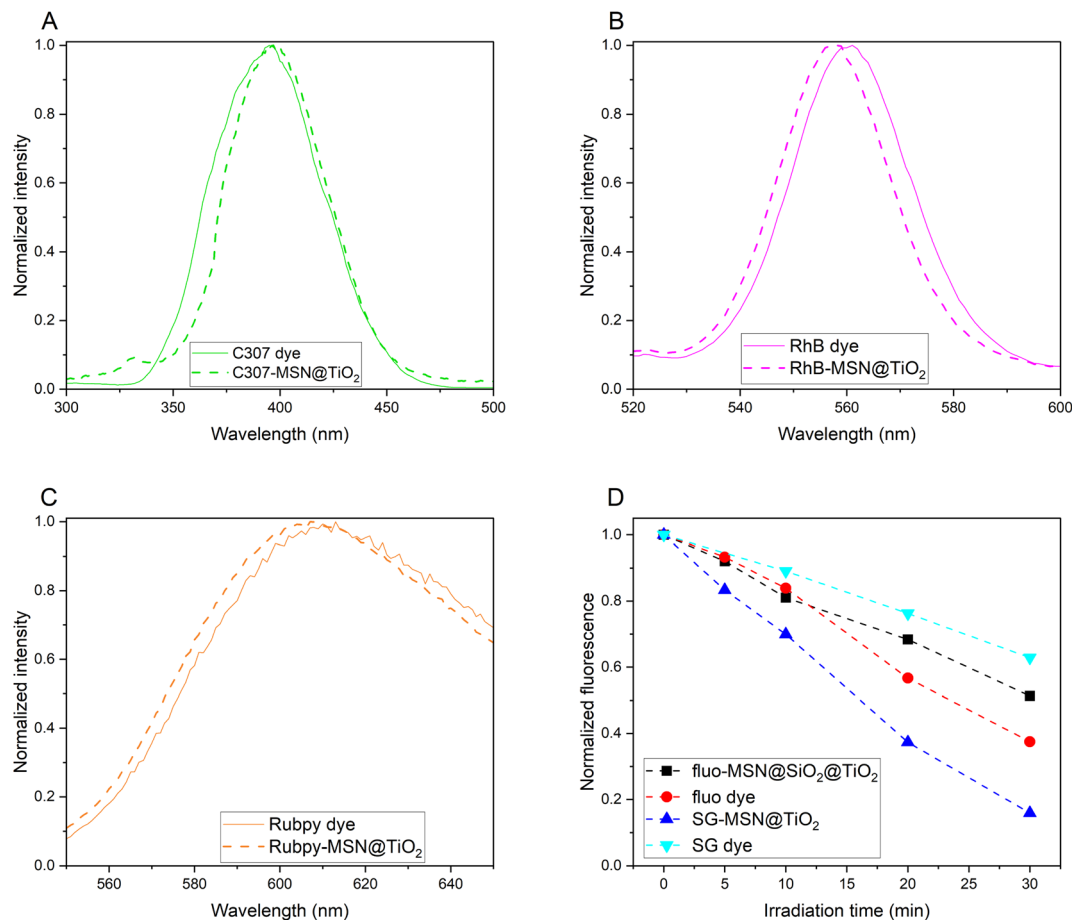 A
Normalized intensity
1.0
0.8
0.6
0.4
0.2
0.0
C307 dye
C307-MSN@TiO₂
300 350 400 450 500
Wavelength (nm)
B
Normalized intensity
1.0
0.8
0.6
0.4
0.2
0.0
RhB dye
RhB-MSN@TiO₂
520 540 560 580 600
Wavelength (nm)
C
Normalized intensity
1.0
0.8
0.6
0.4
0.2
0.0
Rubpy dye
Rubpy-MSN@TiO₂
560 580 600 620 640
Wavelength (nm)
D
Normalized fluorescence
1.0
0.8
0.6
0.4
0.2
0.0
fluo-MSN@SiO₂@TiO₂
fluo dye
SG-MSN@TiO₂
SG dye
0 5 10 15 20 25 30
Irradiation time (min)